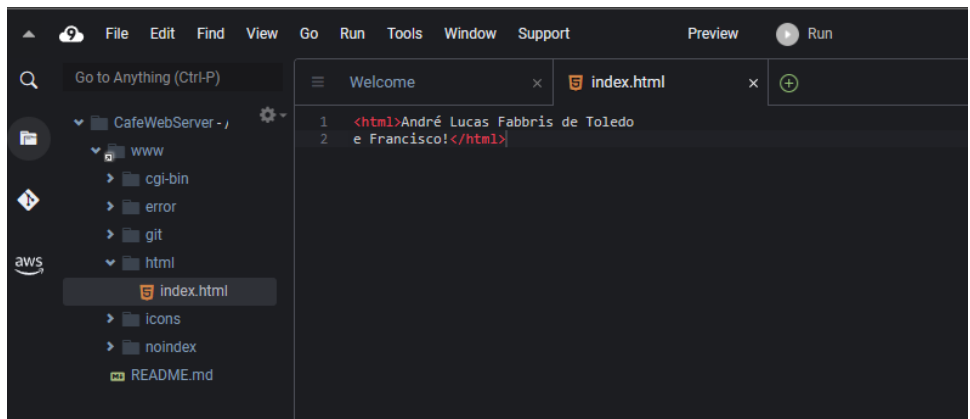 9 File Edit Find View Go Run Tools Window Support Preview Run
Go to Anything (Ctrl-P)
Welcome × index.html ×
CafeWebServer - /
1 <html>André Lucas Fabbris de Toledo
2 e Francisco!</html>
www
cgi-bin
error
git
aws
html
5 index.html
icons
noindex
README.md